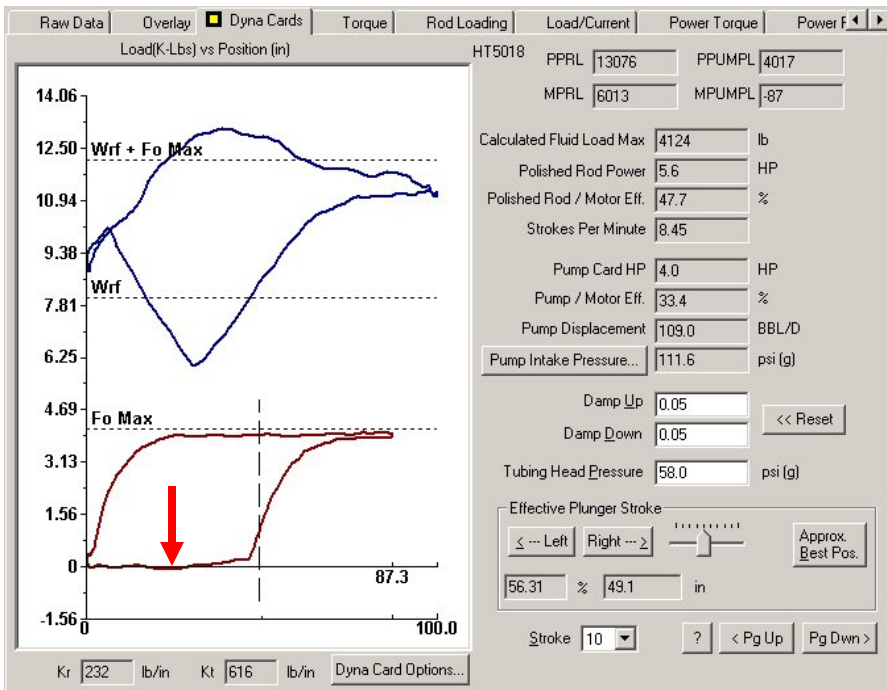 Raw Data Overlay Dyna Cards Torque Rod Loading Load/Current Power Torque Power
Load(K-Lbs) vs Position (in)
HT5018 PPRL 13076 PPUMPL 4017
MPRL 6013 MPUMPL -87
14.06
12.50
10.94
9.38
7.81
6.25
4.69
3.13
1.56
0
-1.56
Wrf + Fo Max
Wrf
Fo Max
87.3
0 100.0
Calculated Fluid Load Max 4124 lb
Polished Rod Power 5.6 HP
Polished Rod / Motor Eff. 47.7 %
Strokes Per Minute 8.45
Pump Card HP 4.0 HP
Pump / Motor Eff. 33.4 %
Pump Displacement 109.0 BBL/D
Pump Intake Pressure... 111.6 psi (g)
Damp Up 0.05
Damp Down 0.05
<< Reset
Tubing Head Pressure 58.0 psi (g)
Effective Plunger Stroke
< --- Left Right --- >
Approx.
Best Pos.
56.31 % 49.1 in
Stroke 10 ? < Pg Up Pg Dwn >
Kr 232 lb/in Kt 616 lb/in Dyna Card Options...